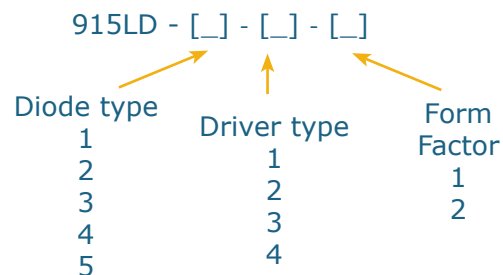 915LD - [_] - [_] - [_]
Diode type
1
2
3
4
5
Driver type
1
2
3
4
Form
Factor
1
2